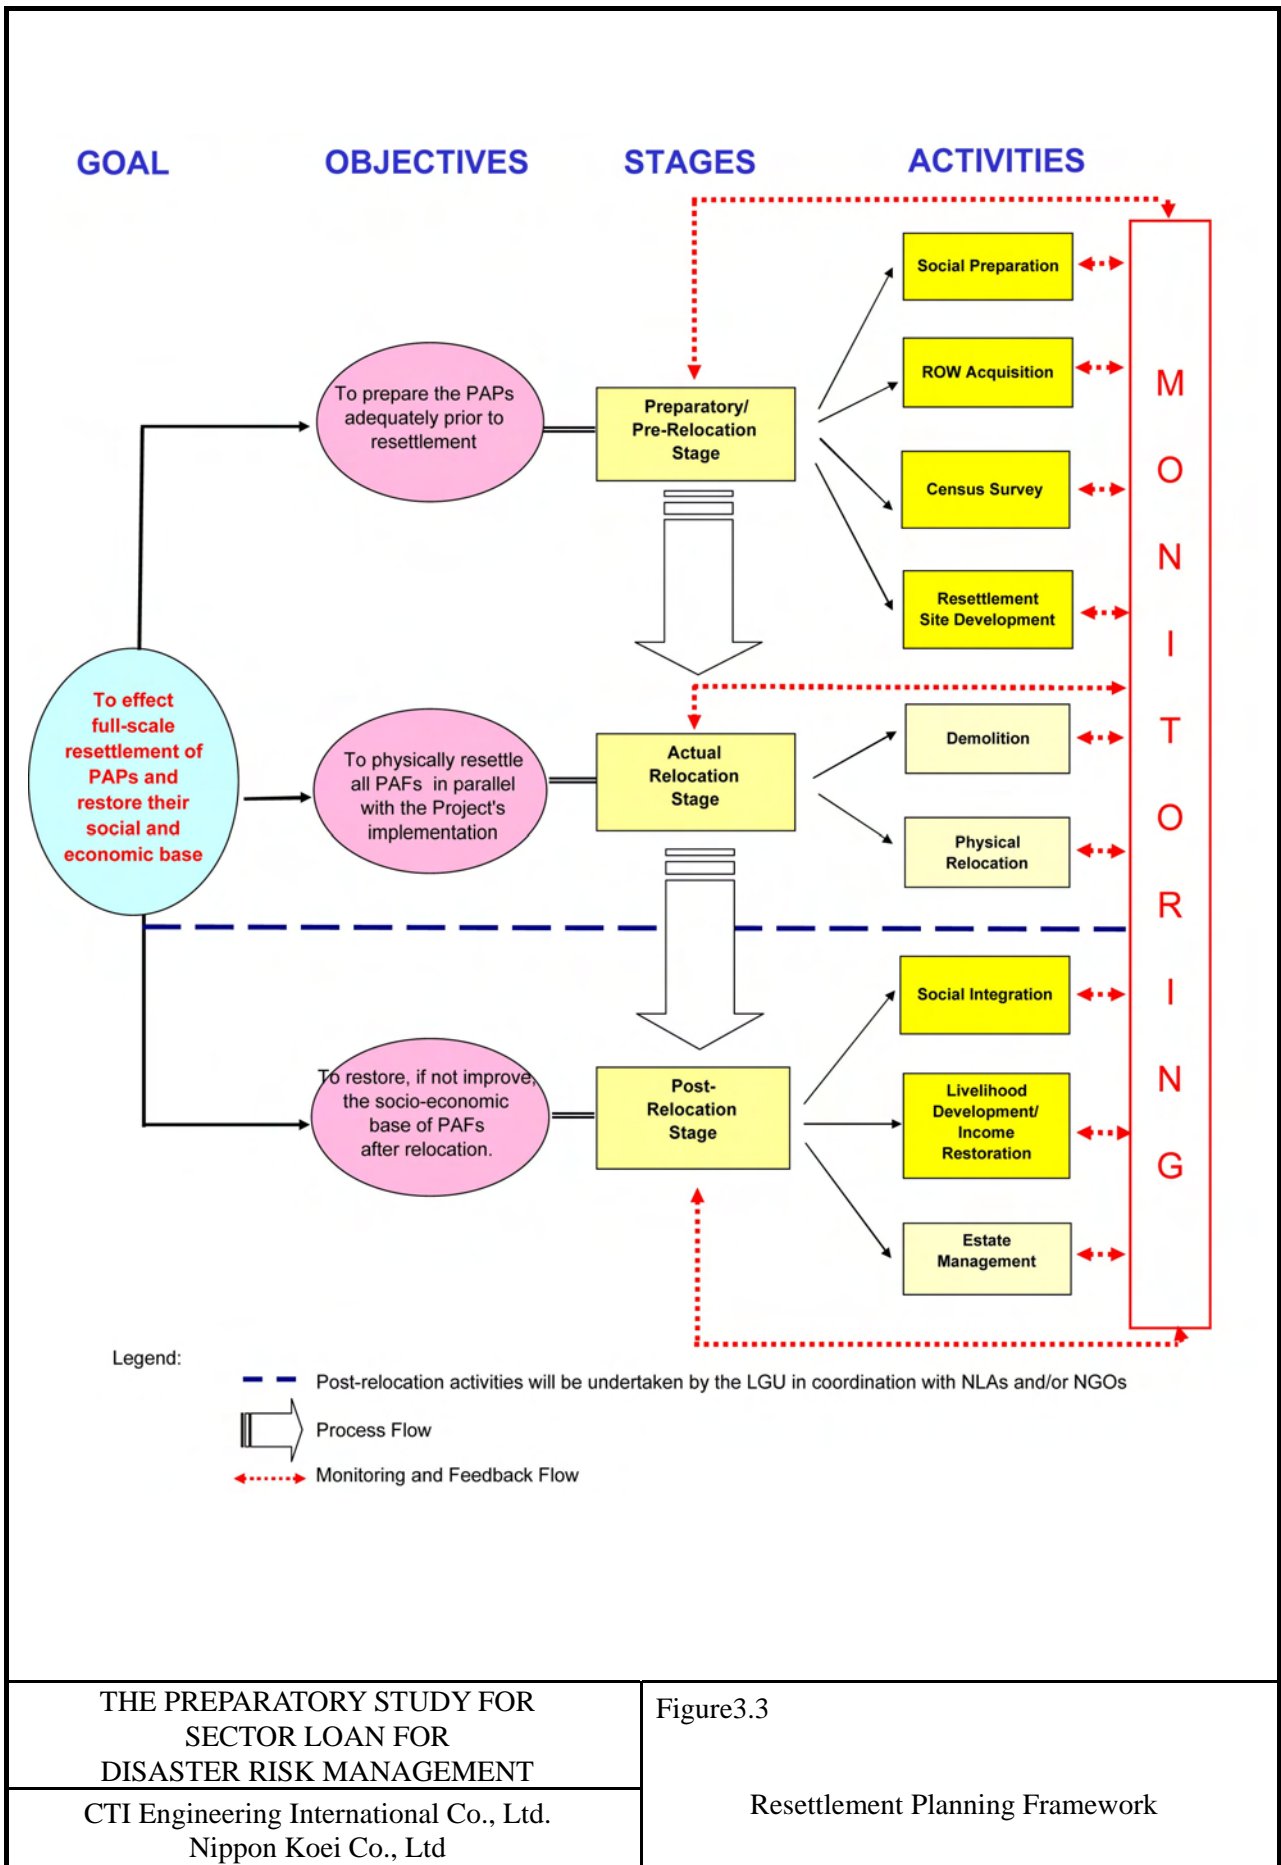 GOAL
OBJECTIVES
STAGES
ACTIVITIES
To prepare the PAPs
adequately prior to
resettlement
Preparatory/
Pre-Relocation
Stage
Social Preparation
ROW Acquisition
Census Survey
Resettlement
Site Development
To effect
full-scale
resettlement of
PAPs and
restore their
social and
economic base
To physically resettle
all PAFs in parallel
with the Project's
implementation
Actual
Relocation
Stage
Demolition
Physical
Relocation
To restore, if not improve,
the socio-economic
base of PAFs
after relocation.
Post-
Relocation
Stage
Social Integration
Livelihood
Development/
Income
Restoration
Estate
Management
M
O
N
I
T
O
R
I
N
G
Legend:
Post-relocation activities will be undertaken by the LGU in coordination with NLAs and/or NGOs
Process Flow
Monitoring and Feedback Flow
THE PREPARATORY STUDY FOR
SECTOR LOAN FOR
DISASTER RISK MANAGEMENT
CTI Engineering International Co., Ltd.
Nippon Koei Co., Ltd
Figure3.3
Resettlement Planning Framework